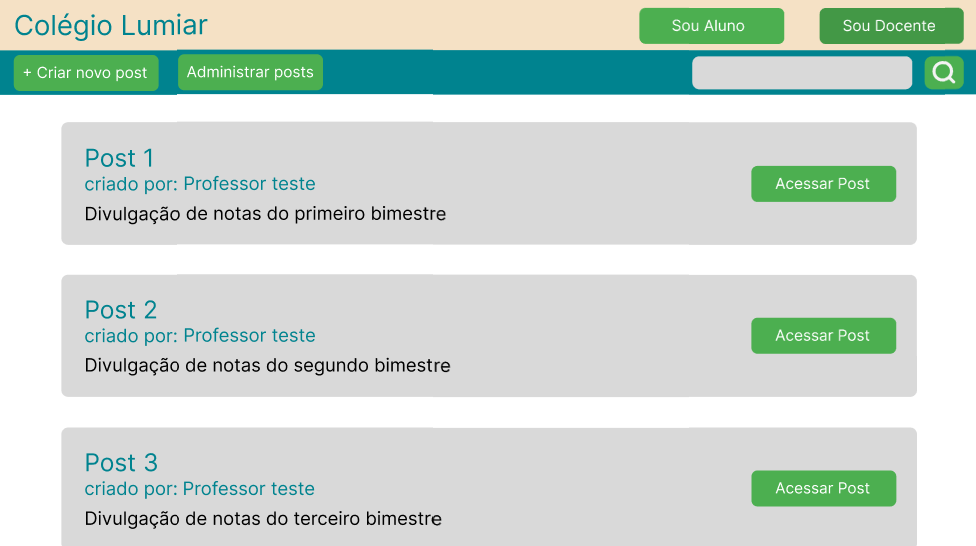 Colégio Lumiar
Sou Aluno
Sou Docente
+ Criar novo post
Administrar posts
Post 1
criado por: Professor teste
Divulgação de notas do primeiro bimestre
Acessar Post
Post 2
criado por: Professor teste
Divulgação de notas do segundo bimestre
Acessar Post
Post 3
criado por: Professor teste
Divulgação de notas do terceiro bimestre
Acessar Post